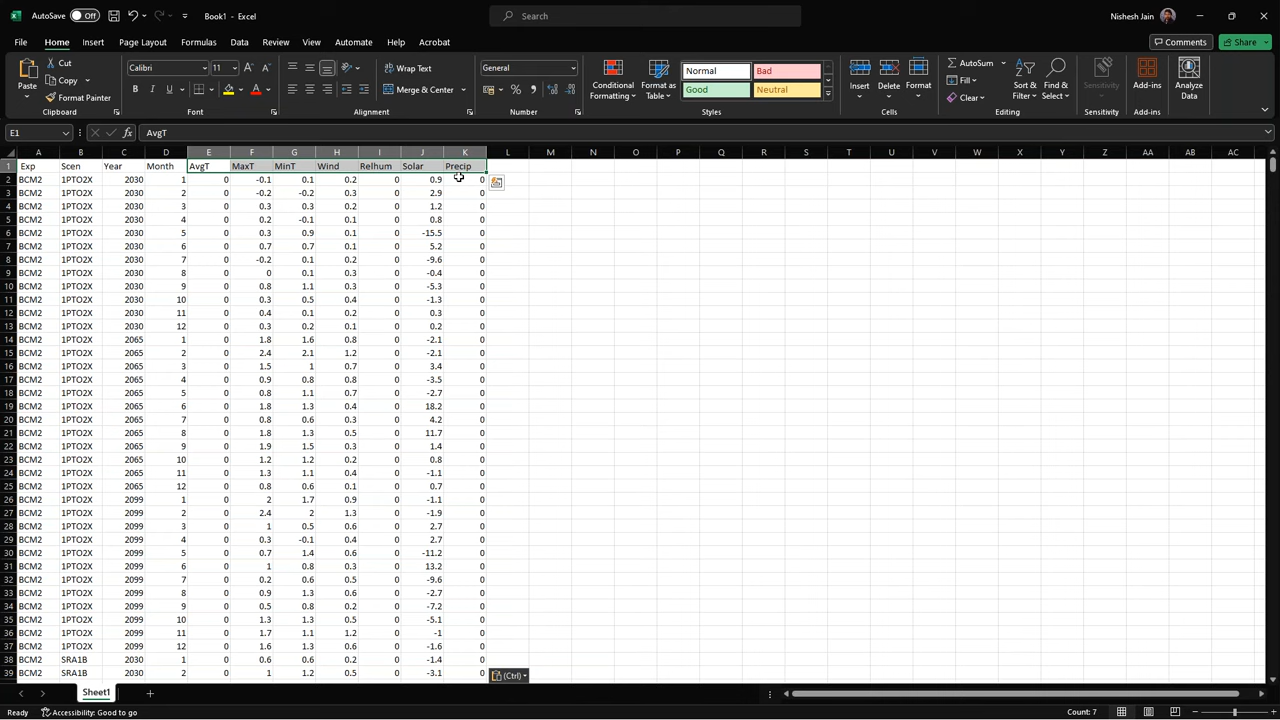 AutoSave Off Book1 - Excel Search Nishesh Jain
File Home Insert Page Layout Formulas Data Review View Automate Help Acrobat Comments Share
Paste Cut Copy Format Painter Calibri 11 Wrap Text Merge & Center General Conditional Formatting Format as Table Normal Bad Good Neutral Insert Delete Format AutoSum Fill Clear Sort & Filter Find & Select Sensitivity Add-ins Analyze Data
Clipboard Font Alignment Number Styles Cells Editing Sensitivity Add-ins
E1 fx AvgT
A B C D E F G H I J K L M N O P Q R S T U V W X Y Z AA AB AC
1 Exp Scen Year Month AvgT MaxT MinT Wind Relhum Solar Precip
2 BCM2 1PTO2X 2030 1 0 -0.1 0.1 0.2 0 0.9 0
3 BCM2 1PTO2X 2030 2 0 -0.2 -0.2 0.3 0 2.9 0
4 BCM2 1PTO2X 2030 3 0 0.3 0.3 0.2 0 1.2 0
5 BCM2 1PTO2X 2030 4 0 0.2 -0.1 0.1 0 0.8 0
6 BCM2 1PTO2X 2030 5 0 0.3 0.9 0.1 0 -15.5 0
7 BCM2 1PTO2X 2030 6 0 0.7 0.7 0.1 0 5.2 0
8 BCM2 1PTO2X 2030 7 0 -0.2 0.1 0.2 0 -9.6 0
9 BCM2 1PTO2X 2030 8 0 0 0.1 0.3 0 -0.4 0
10 BCM2 1PTO2X 2030 9 0 0.8 1.1 0.3 0 -5.3 0
11 BCM2 1PTO2X 2030 10 0 0.3 0.5 0.4 0 -1.3 0
12 BCM2 1PTO2X 2030 11 0 0.4 0.1 0.2 0 0.3 0
13 BCM2 1PTO2X 2030 12 0 0.3 0.2 0.1 0 0.2 0
14 BCM2 1PTO2X 2065 1 0 1.8 1.6 0.8 0 -2.1 0
15 BCM2 1PTO2X 2065 2 0 2.4 2.1 1.2 0 -2.1 0
16 BCM2 1PTO2X 2065 3 0 1.5 1 0.7 0 3.4 0
17 BCM2 1PTO2X 2065 4 0 0.9 0.8 0.8 0 -3.5 0
18 BCM2 1PTO2X 2065 5 0 0.8 1.1 0.7 0 -2.7 0
19 BCM2 1PTO2X 2065 6 0 1.8 1.3 0.4 0 18.2 0
20 BCM2 1PTO2X 2065 7 0 0.8 0.6 0.3 0 4.2 0
21 BCM2 1PTO2X 2065 8 0 1.8 1.3 0.5 0 11.7 0
22 BCM2 1PTO2X 2065 9 0 1.9 1.5 0.3 0 1.4 0
23 BCM2 1PTO2X 2065 10 0 1.2 1.2 0.2 0 0.8 0
24 BCM2 1PTO2X 2065 11 0 1.3 1.1 0.4 0 -1.1 0
25 BCM2 1PTO2X 2065 12 0 0.8 0.6 0.1 0 0.7 0
26 BCM2 1PTO2X 2099 1 0 2 1.7 0.9 0 -1.1 0
27 BCM2 1PTO2X 2099 2 0 2.4 2 1.3 0 -1.9 0
28 BCM2 1PTO2X 2099 3 0 1 0.5 0.6 0 2.7 0
29 BCM2 1PTO2X 2099 4 0 0.3 -0.1 0.4 0 2.7 0
30 BCM2 1PTO2X 2099 5 0 0.7 1.4 0.6 0 -11.2 0
31 BCM2 1PTO2X 2099 6 0 1 0.8 0.3 0 13.2 0
32 BCM2 1PTO2X 2099 7 0 0.2 0.6 0.5 0 -9.6 0
33 BCM2 1PTO2X 2099 8 0 0.9 1.3 0.6 0 -2.7 0
34 BCM2 1PTO2X 2099 9 0 0.5 0.8 0.2 0 -7.2 0
35 BCM2 1PTO2X 2099 10 0 1.3 1.3 0.5 0 -5.1 0
36 BCM2 1PTO2X 2099 11 0 1.7 1.1 1.2 0 -1 0
37 BCM2 1PTO2X 2099 12 0 1.6 1.3 0.6 0 -1.6 0
38 BCM2 SRA1B 2030 1 0 0.6 0.6 0.2 0 -1.4 0
39 BCM2 SRA1B 2030 2 0 1 1.2 0.5 0 -3.1 0
(Ctrl)
Sheet1
Ready Accessibility: Good to go Count: 7